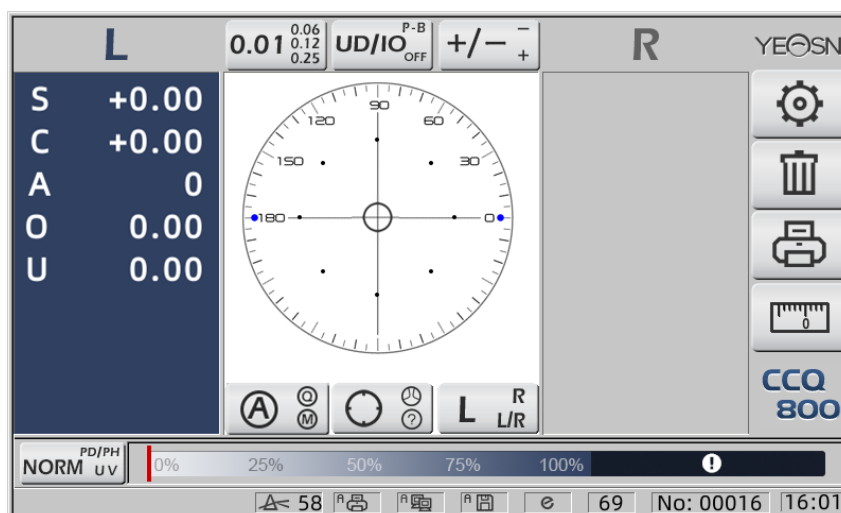 L
0.01 0.06
0.12
0.25
UD/IO P-B
OFF
+/− −
+
R
YEOSN
S +0.00
C +0.00
A 0
O 0.00
U 0.00
90
120 60
150 30
180 0
0
A Q
M
?
L R
L/R
CCQ
800
NORM PD/PH
UV
0% 25% 50% 75% 100% !
58 A A A e 69 No: 00016 16:01